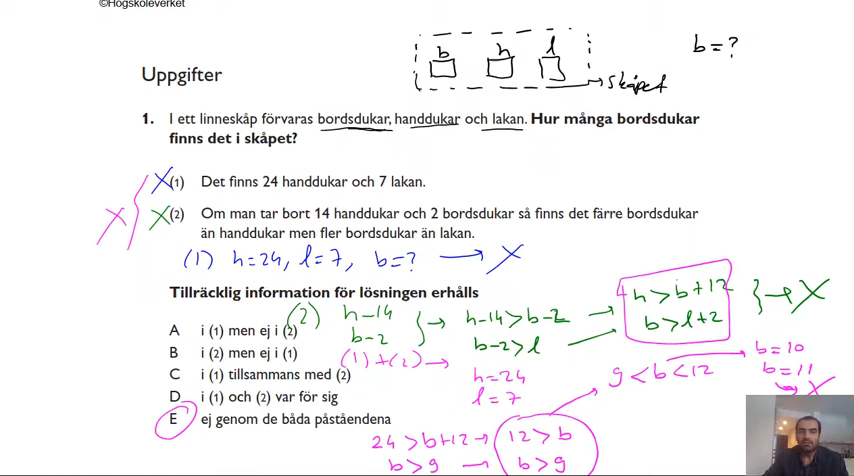 ©Högskoleverket
b h l
→ skåpet
b = ?
Uppgifter
1. I ett linneskåp förvaras bordsdukar, handdukar och lakan. Hur många bordsdukar
finns det i skåpet?
X (1) Det finns 24 handdukar och 7 lakan.
X X (2) Om man tar bort 14 handdukar och 2 bordsdukar så finns det färre bordsdukar
än handdukar men fler bordsdukar än lakan.
(1) h=24, l=7, b=? → X
Tillräcklig information för lösningen erhålls
(2) h-14 → h-14 > b-2 → h > b+12 → X
b-2 b-2 > l → b > l+2
A i (1) men ej i (2)
B i (2) men ej i (1)
(1)+(2) → h=24
l=7
9 < b < 12 → b=10
b=11
→ X
C i (1) tillsammans med (2)
D i (1) och (2) var för sig
E ej genom de båda påståendena
24 > b+12 → 12 > b
b > 9 → b > 9